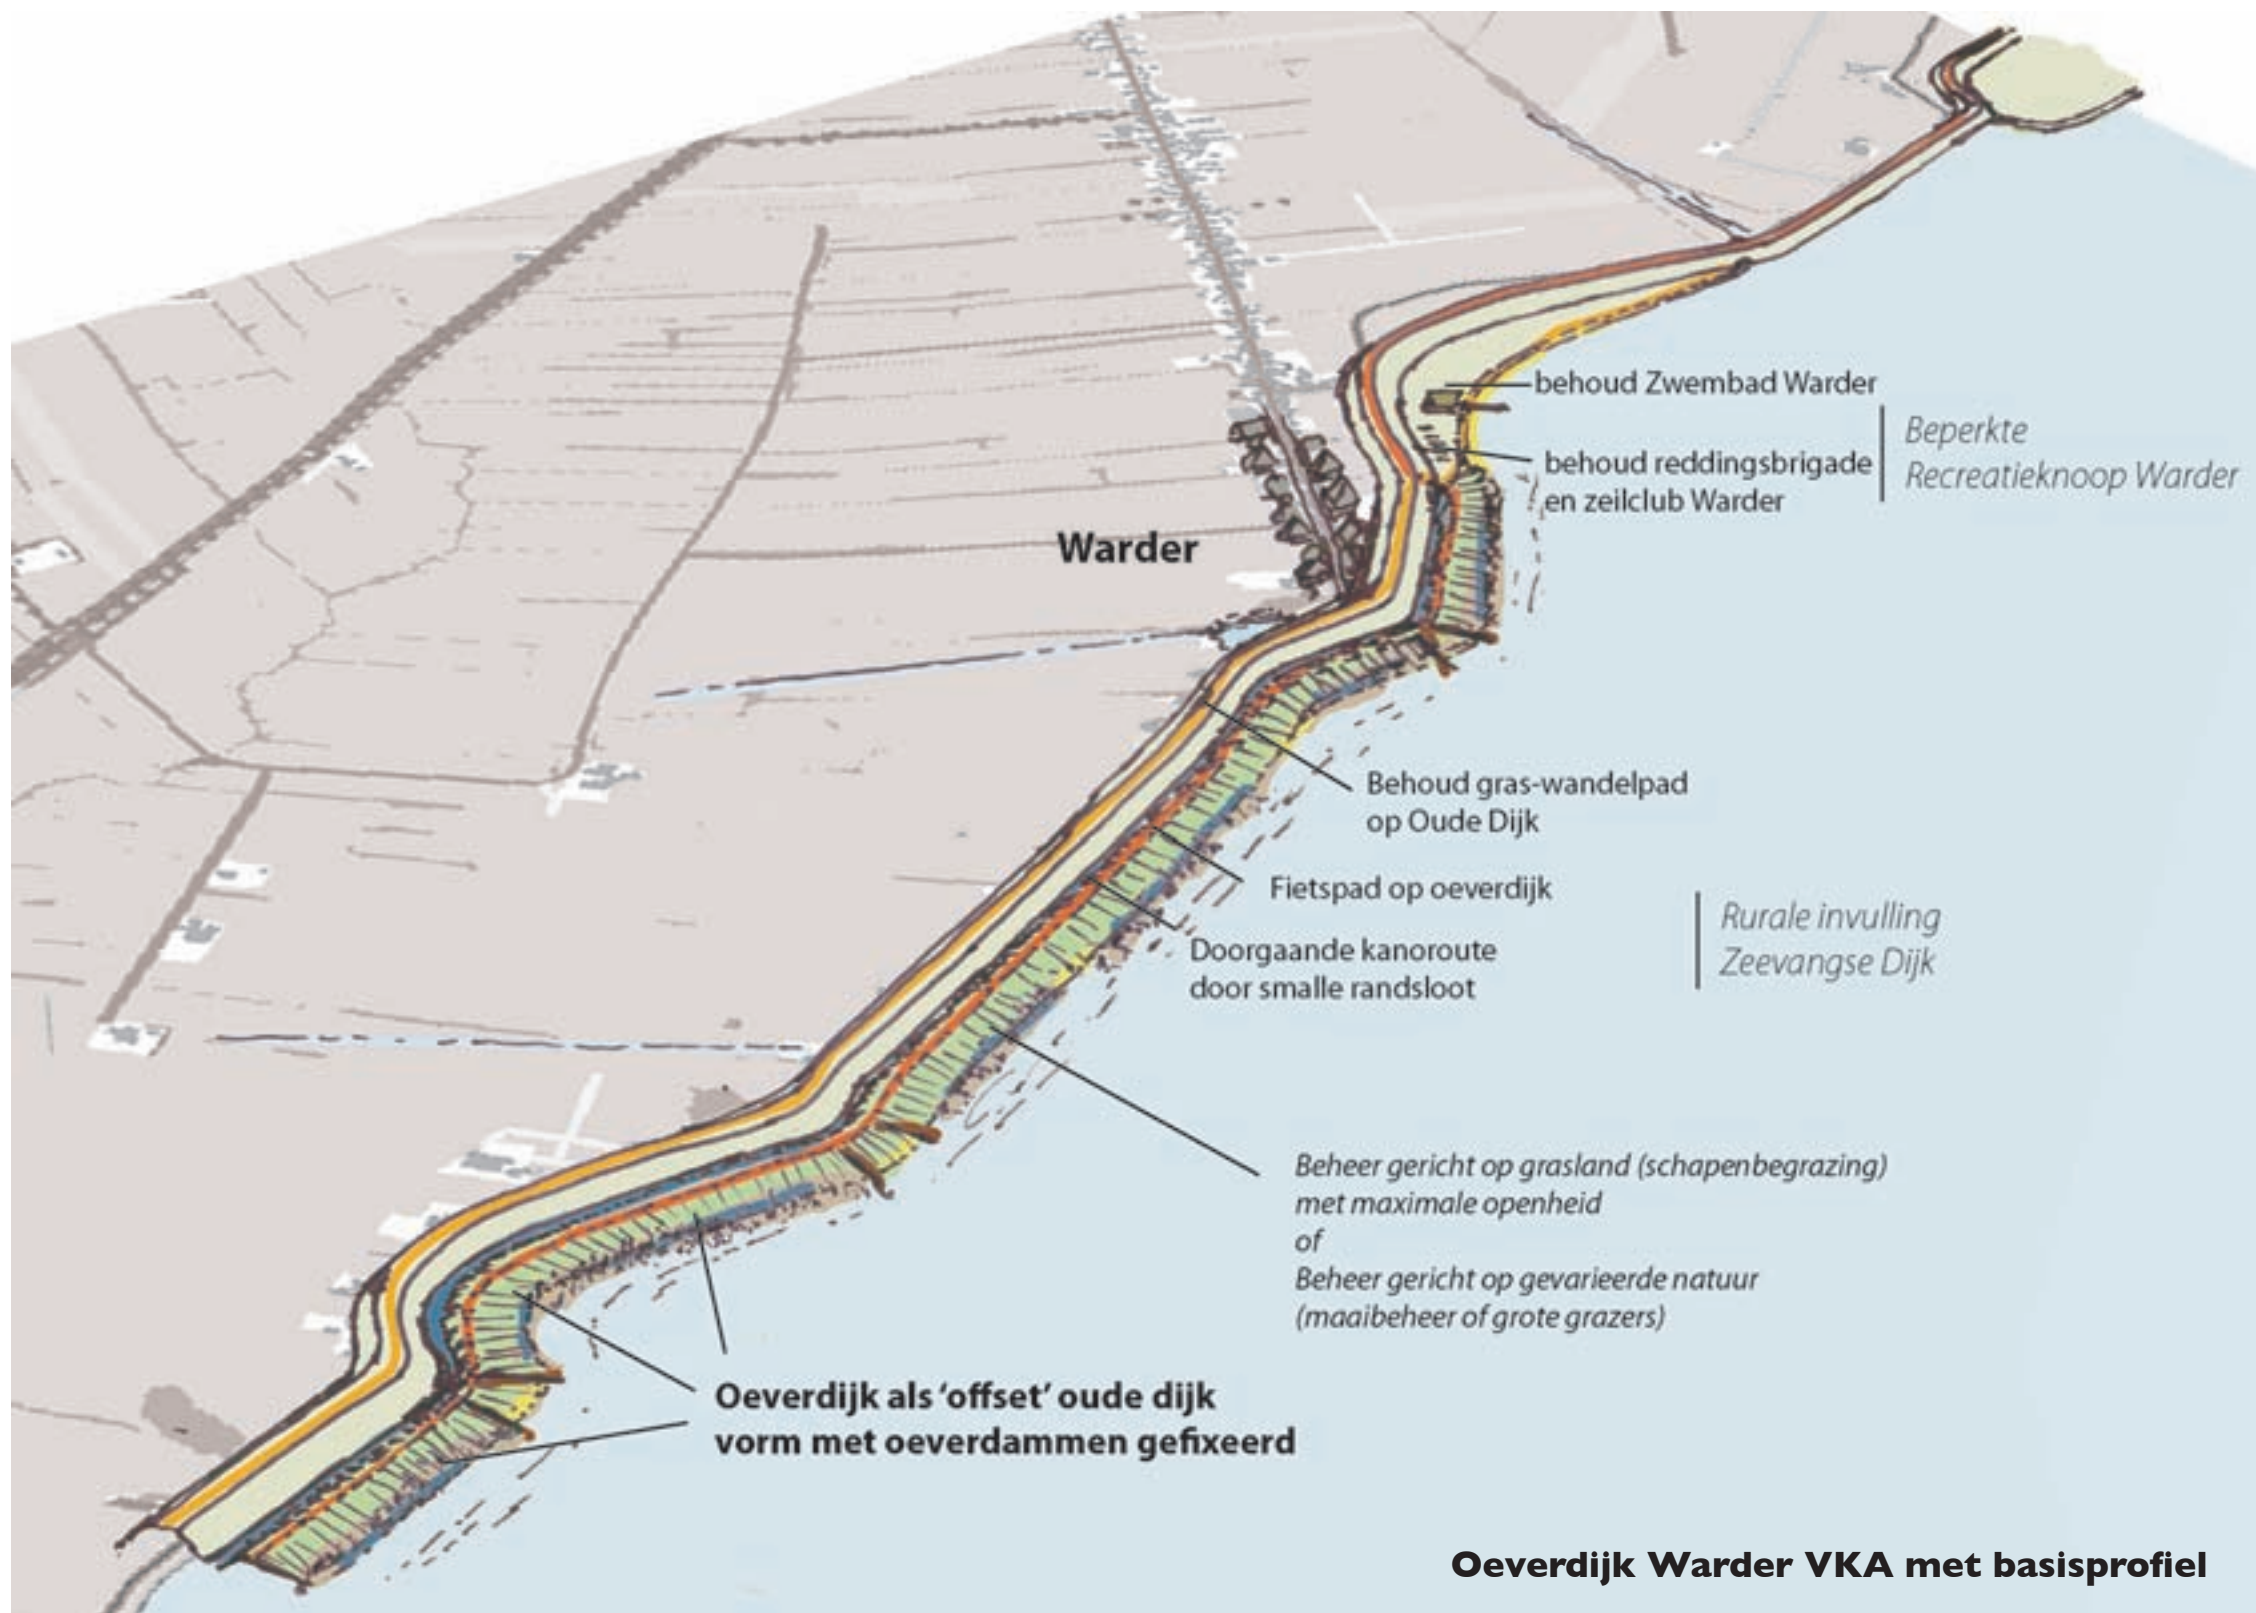 behoud Zwembad Warder
Beperkte
Recreatieknoop Warder
behoud reddingsbrigade
en zeilclub Warder
Warder
Behoud gras-wandelpad
op Oude Dijk
Fietspad op oeverdijk
Doorgaande kanoroute
door smalle randsloot
Rurale invulling
Zeevangse Dijk
Beheer gericht op grasland (schapenbegrazing)
met maximale openheid
of
Beheer gericht op gevarieerde natuur
(maaibeheer of grote grazers)
Oeverdijk als ‘offset’ oude dijk
vorm met oeverdammen gefixeerd
Oeverdijk Warder VKA met basisprofiel